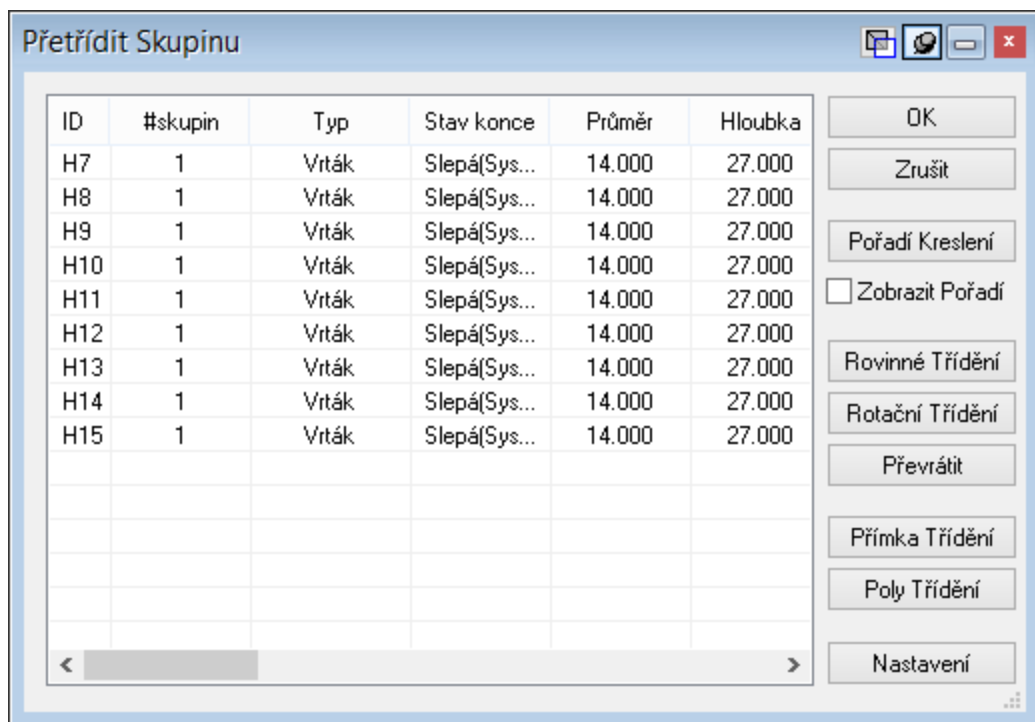 Přetřídit Skupinu
ID #skupin Typ Stav konce Průměr Hloubka
H7 1 Vrták Slepá(Sys... 14.000 27.000
H8 1 Vrták Slepá(Sys... 14.000 27.000
H9 1 Vrták Slepá(Sys... 14.000 27.000
H10 1 Vrták Slepá(Sys... 14.000 27.000
H11 1 Vrták Slepá(Sys... 14.000 27.000
H12 1 Vrták Slepá(Sys... 14.000 27.000
H13 1 Vrták Slepá(Sys... 14.000 27.000
H14 1 Vrták Slepá(Sys... 14.000 27.000
H15 1 Vrták Slepá(Sys... 14.000 27.000
OK
Zrušit
Pořadí Kreslení
Zobrazit Pořadí
Rovinné Třídění
Rotační Třídění
Převrátit
Přímka Třídění
Poly Třídění
Nastavení